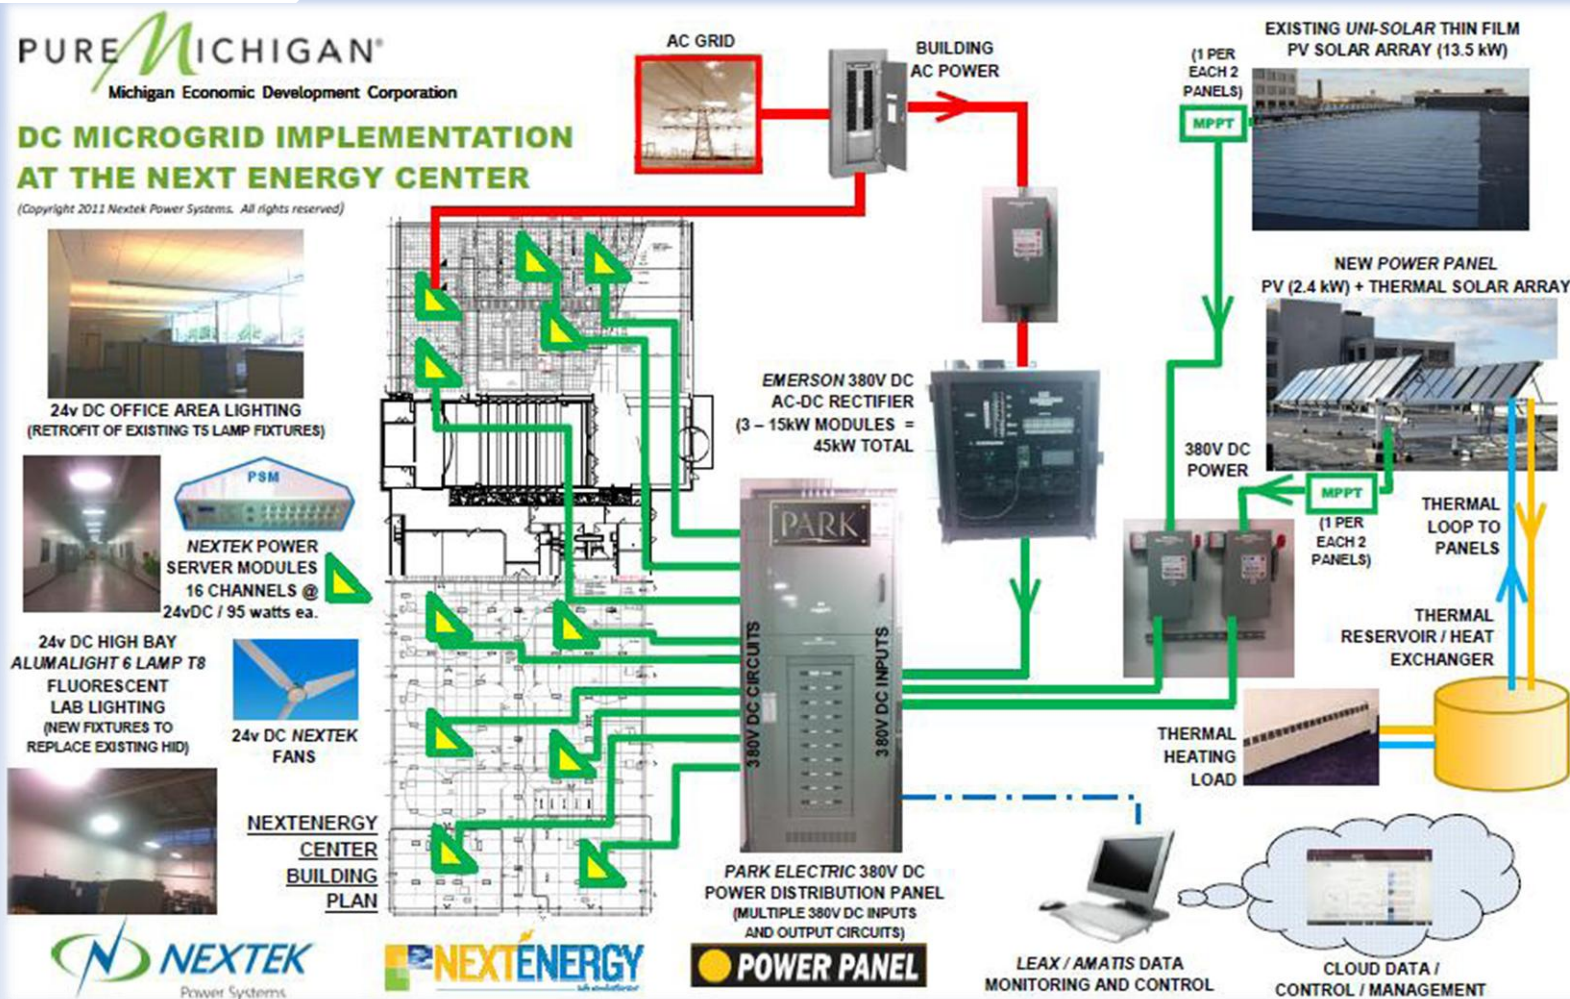 PURE MICHIGAN®
Michigan Economic Development Corporation
DC MICROGRID IMPLEMENTATION
AT THE NEXT ENERGY CENTER
(Copyright 2011 Nextek Power Systems. All rights reserved)
AC GRID
BUILDING
AC POWER
(1 PER
EACH 2
PANELS)
MPPT
EXISTING UNI-SOLAR THIN FILM
PV SOLAR ARRAY (13.5 kW)
NEW POWER PANEL
PV (2.4 kW) + THERMAL SOLAR ARRAY
24v DC OFFICE AREA LIGHTING
(RETROFIT OF EXISTING T5 LAMP FIXTURES)
EMERSON 380V DC
AC-DC RECTIFIER
(3 – 15kW MODULES =
45kW TOTAL
380V DC
POWER
MPPT
(1 PER
EACH 2
PANELS)
THERMAL
LOOP TO
PANELS
PSM
NEXTEK POWER
SERVER MODULES
16 CHANNELS @
24vDC / 95 watts ea.
PARK
380V DC CIRCUITS
380V DC INPUTS
THERMAL
RESERVOIR / HEAT
EXCHANGER
24v DC HIGH BAY
ALUMALIGHT 6 LAMP T8
FLUORESCENT
LAB LIGHTING
(NEW FIXTURES TO
REPLACE EXISTING HID)
24v DC NEXTEK
FANS
THERMAL
HEATING
LOAD
NEXTENERGY
CENTER
BUILDING
PLAN
PARK ELECTRIC 380V DC
POWER DISTRIBUTION PANEL
(MULTIPLE 380V DC INPUTS
AND OUTPUT CIRCUITS)
LEAX / AMATIS DATA
MONITORING AND CONTROL
CLOUD DATA /
CONTROL / MANAGEMENT
NEXTEK
Power Systems
NEXTENERGY
POWER PANEL